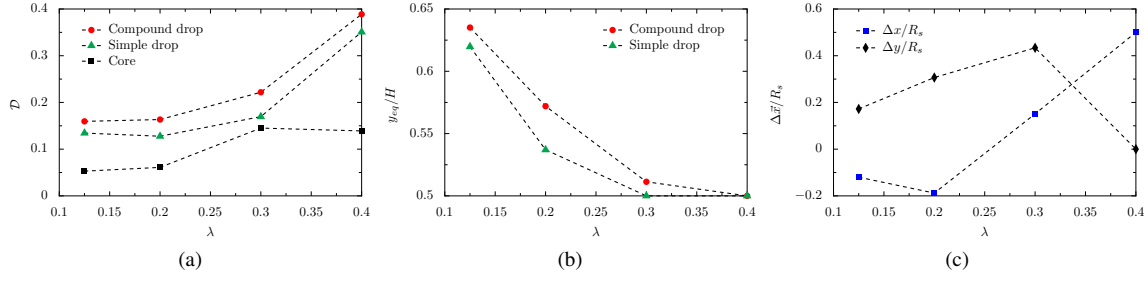 0.4
0.3
0.2
0.1
0
𝒟
Compound drop
Simple drop
Core
0.1 0.15 0.2 0.25 0.3 0.35 0.4
λ
(a)
0.65
0.6
0.55
0.5
y_{eq}/H
Compound drop
Simple drop
0.1 0.15 0.2 0.25 0.3 0.35 0.4
λ
(b)
0.6
0.4
0.2
0
−0.2
Δx⃗/R_s
Δx/R_s
Δy/R_s
0.1 0.15 0.2 0.25 0.3 0.35 0.4
λ
(c)